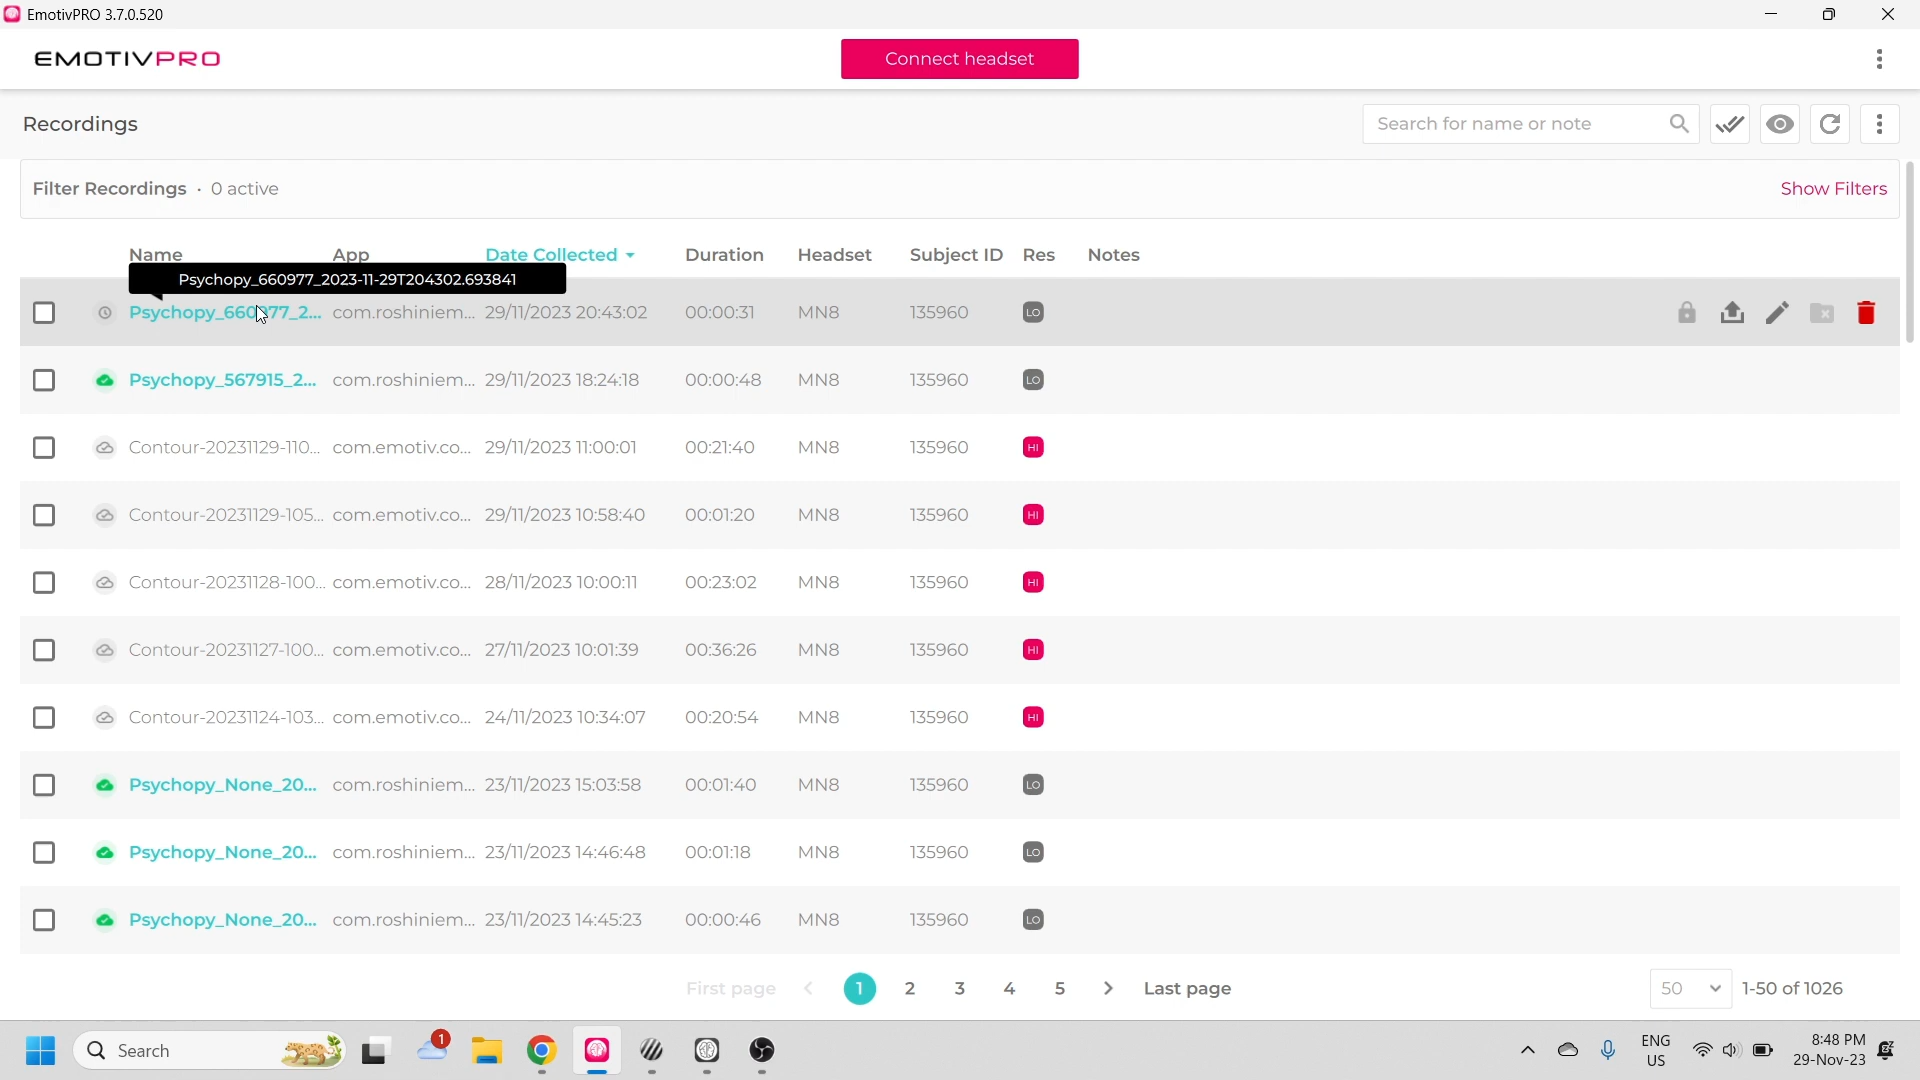 EmotivPRO 3.7.0.520
EMOTIVPRO
Connect headset
Recordings
Search for name or note
Filter Recordings · 0 active
Show Filters
Name App Date Collected Duration Headset Subject ID Res Notes
Psychopy_660977_2023-11-29T204302.693841
Psychopy_660977_2... com.roshiniem... 29/11/2023 20:43:02 00:00:31 MN8 135960 LO
Psychopy_567915_2... com.roshiniem... 29/11/2023 18:24:18 00:00:48 MN8 135960 LO
Contour-20231129-110... com.emotiv.co... 29/11/2023 11:00:01 00:21:40 MN8 135960 HI
Contour-20231129-105... com.emotiv.co... 29/11/2023 10:58:40 00:01:20 MN8 135960 HI
Contour-20231128-100... com.emotiv.co... 28/11/2023 10:00:11 00:23:02 MN8 135960 HI
Contour-20231127-100... com.emotiv.co... 27/11/2023 10:01:39 00:36:26 MN8 135960 HI
Contour-20231124-103... com.emotiv.co... 24/11/2023 10:34:07 00:20:54 MN8 135960 HI
Psychopy_None_20... com.roshiniem... 23/11/2023 15:03:58 00:01:40 MN8 135960 LO
Psychopy_None_20... com.roshiniem... 23/11/2023 14:46:48 00:01:18 MN8 135960 LO
Psychopy_None_20... com.roshiniem... 23/11/2023 14:45:23 00:00:46 MN8 135960 LO
First page 1 2 3 4 5 Last page 50 1-50 of 1026
Search 1 ENG 8:48 PM
US 29-Nov-23